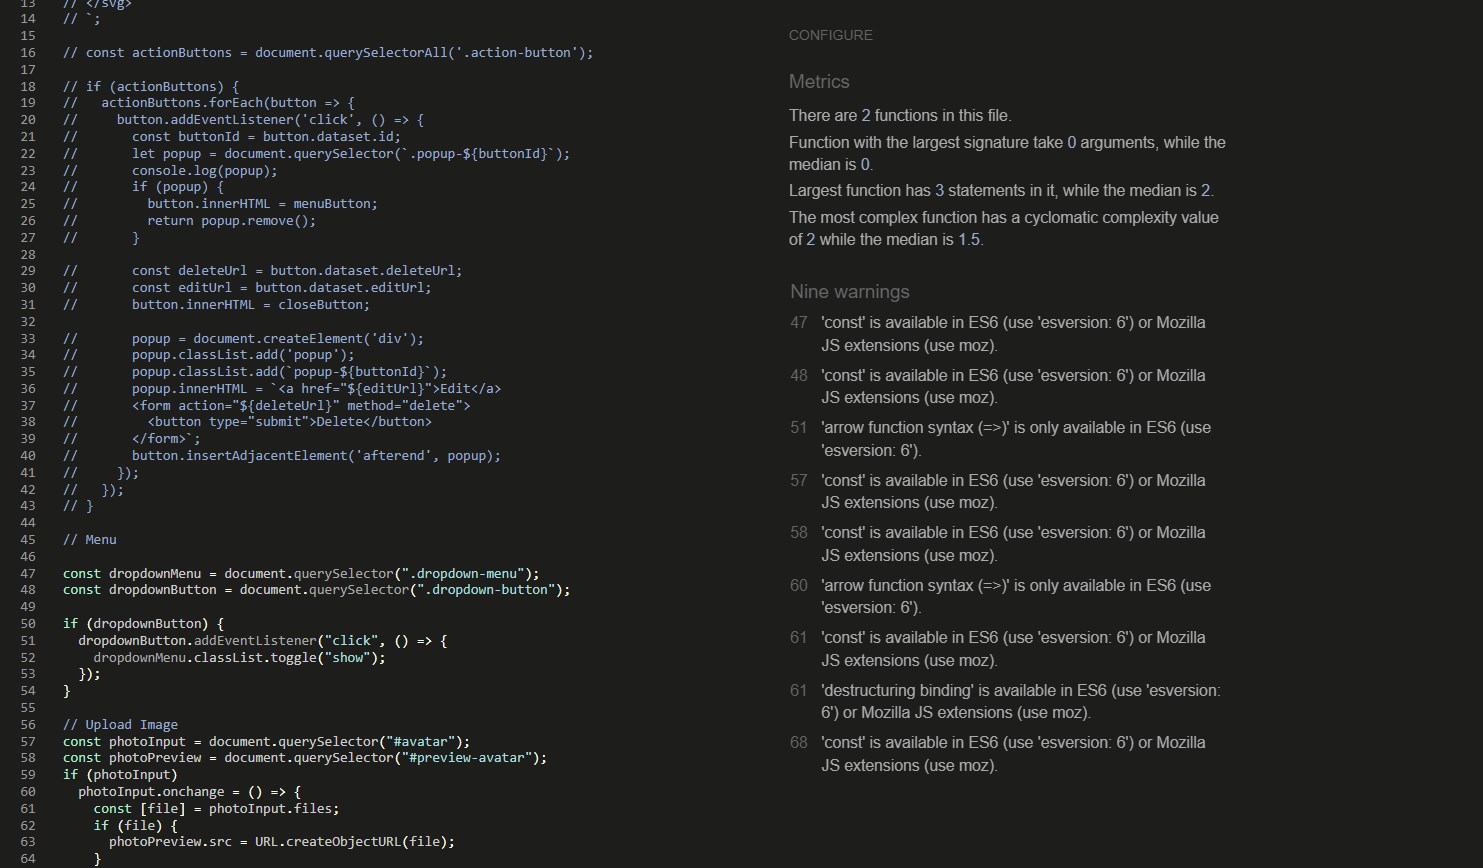 13 // </svg>
14 // `;
15
16 // const actionButtons = document.querySelectorAll('.action-button');
17
18 // if (actionButtons) {
19 //   actionButtons.forEach(button => {
20 //     button.addEventListener('click', () => {
21 //       const buttonId = button.dataset.id;
22 //       let popup = document.querySelector(`.popup-${buttonId}`);
23 //       console.log(popup);
24 //       if (popup) {
25 //         button.innerHTML = menuButton;
26 //         return popup.remove();
27 //       }
28
29 //       const deleteUrl = button.dataset.deleteUrl;
30 //       const editUrl = button.dataset.editUrl;
31 //       button.innerHTML = closeButton;
32
33 //       popup = document.createElement('div');
34 //       popup.classList.add('popup');
35 //       popup.classList.add(`popup-${buttonId}`);
36 //       popup.innerHTML = `<a href="${editUrl}">Edit</a>
37 //       <form action="${deleteUrl}" method="delete">
38 //         <button type="submit">Delete</button>
39 //       </form>`;
40 //       button.insertAdjacentElement('afterend', popup);
41 //     });
42 //   });
43 // }
44
45 // Menu
46
47 const dropdownMenu = document.querySelector(".dropdown-menu");
48 const dropdownButton = document.querySelector(".dropdown-button");
49
50 if (dropdownButton) {
51   dropdownButton.addEventListener("click", () => {
52     dropdownMenu.classList.toggle("show");
53   });
54 }
55
56 // Upload Image
57 const photoInput = document.querySelector("#avatar");
58 const photoPreview = document.querySelector("#preview-avatar");
59 if (photoInput)
60   photoInput.onchange = () => {
61     const [file] = photoInput.files;
62     if (file) {
63       photoPreview.src = URL.createObjectURL(file);
64     }
CONFIGURE
Metrics
There are 2 functions in this file.
Function with the largest signature take 0 arguments, while the
median is 0.
Largest function has 3 statements in it, while the median is 2.
The most complex function has a cyclomatic complexity value
of 2 while the median is 1.5.
Nine warnings
47 'const' is available in ES6 (use 'esversion: 6') or Mozilla
JS extensions (use moz).
48 'const' is available in ES6 (use 'esversion: 6') or Mozilla
JS extensions (use moz).
51 'arrow function syntax (=>)' is only available in ES6 (use
'esversion: 6').
57 'const' is available in ES6 (use 'esversion: 6') or Mozilla
JS extensions (use moz).
58 'const' is available in ES6 (use 'esversion: 6') or Mozilla
JS extensions (use moz).
60 'arrow function syntax (=>)' is only available in ES6 (use
'esversion: 6').
61 'const' is available in ES6 (use 'esversion: 6') or Mozilla
JS extensions (use moz).
61 'destructuring binding' is available in ES6 (use 'esversion:
6') or Mozilla JS extensions (use moz).
68 'const' is available in ES6 (use 'esversion: 6') or Mozilla
JS extensions (use moz).